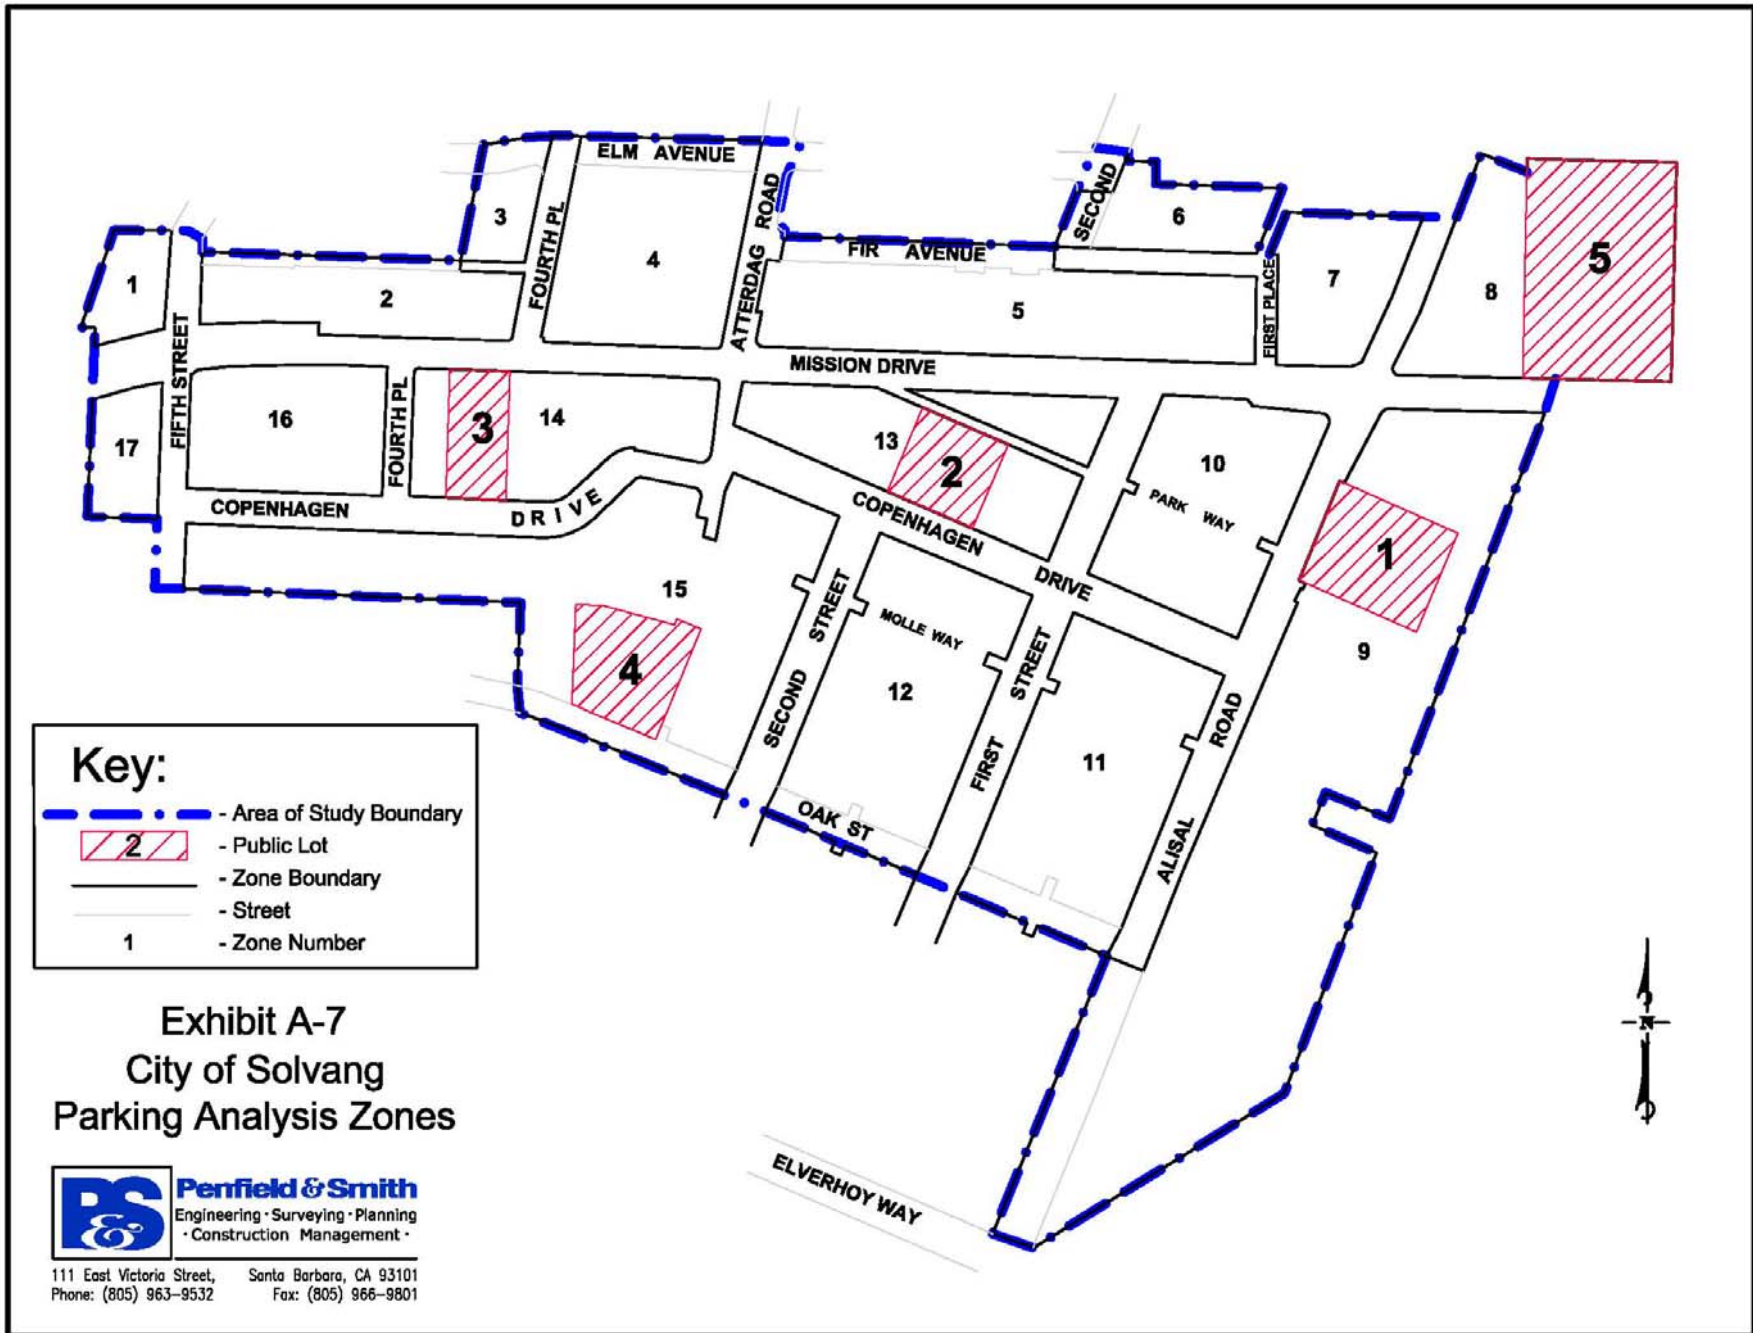 ELM AVENUE
SECOND
3
FOURTH PL
4
ATTERDAG ROAD
FIR AVENUE
6
5
1
2
5
FIRST PLACE
7
8
MISSION DRIVE
FIFTH STREET
17
16
FOURTH PL
3
14
13
2
10
PARK WAY
COPENHAGEN
DRIVE
COPENHAGEN
DRIVE
1
15
MOLLE WAY
9
4
SECOND STREET
12
FIRST STREET
11
ALISAL ROAD
OAK ST
ELVERHOY WAY
N
Key:
- Area of Study Boundary
2 - Public Lot
- Zone Boundary
- Street
1 - Zone Number
Exhibit A-7
City of Solvang
Parking Analysis Zones
P&S
Penfield & Smith
Engineering · Surveying · Planning
· Construction Management ·
111 East Victoria Street, Santa Barbara, CA 93101
Phone: (805) 963-9532 Fax: (805) 966-9801